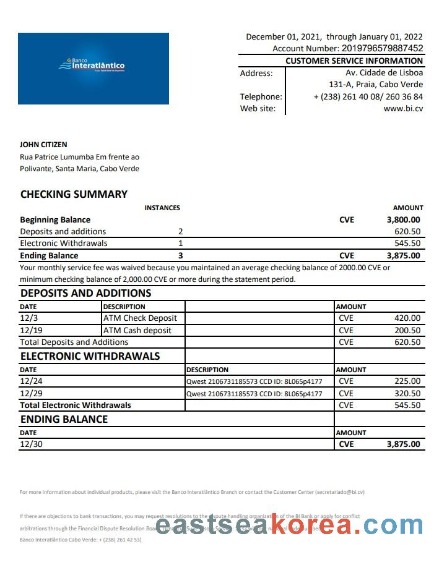 December 01, 2021, through January 01, 2022
Account Number: 2019796579887452
Banco
Interatlântico
CUSTOMER SERVICE INFORMATION
Address: Av. Cidade de Lisboa
131-A, Praia, Cabo Verde
Telephone: + (238) 261 40 08/ 260 36 84
Web site: www.bi.cv
JOHN CITIZEN
Rua Patrice Lumumba Em frente ao
Polivante, Santa Maria, Cabo Verde
CHECKING SUMMARY
INSTANCES AMOUNT
Beginning Balance CVE 3,800.00
Deposits and additions 2 620.50
Electronic Withdrawals 1 545.50
Ending Balance 3 CVE 3,875.00
Your monthly service fee was waived because you maintained an average checking balance of 2000.00 CVE or
minimum checking balance of 2,000.00 CVE or more during the statement period.
DEPOSITS AND ADDITIONS
DATE DESCRIPTION AMOUNT
12/3 ATM Check Deposit CVE 420.00
12/19 ATM Cash deposit CVE 200.50
Total Deposits and Additions CVE 620.50
ELECTRONIC WITHDRAWALS
DATE DESCRIPTION AMOUNT
12/24 Qwest 2106731185573 CCD ID: BL065p4177 CVE 225.00
12/29 Qwest 2106731185573 CCD ID: BL065p4177 CVE 320.50
Total Electronic Withdrawals CVE 545.50
ENDING BALANCE
DATE AMOUNT
12/30 CVE 3,875.00
For more information about individual products, please visit the Banco Interatlântico Branch or contact the Customer Center (secretariado@bi.cv)
If there are objections to bank transactions, you may request resolutions to the dispute handling organization of the BI Bank or apply for conflict
arbitrations through the Financial Dispute Resolution
Banco Interatlântico Cabo Verde: + (238) 261 42 53)
eastseakorea.com